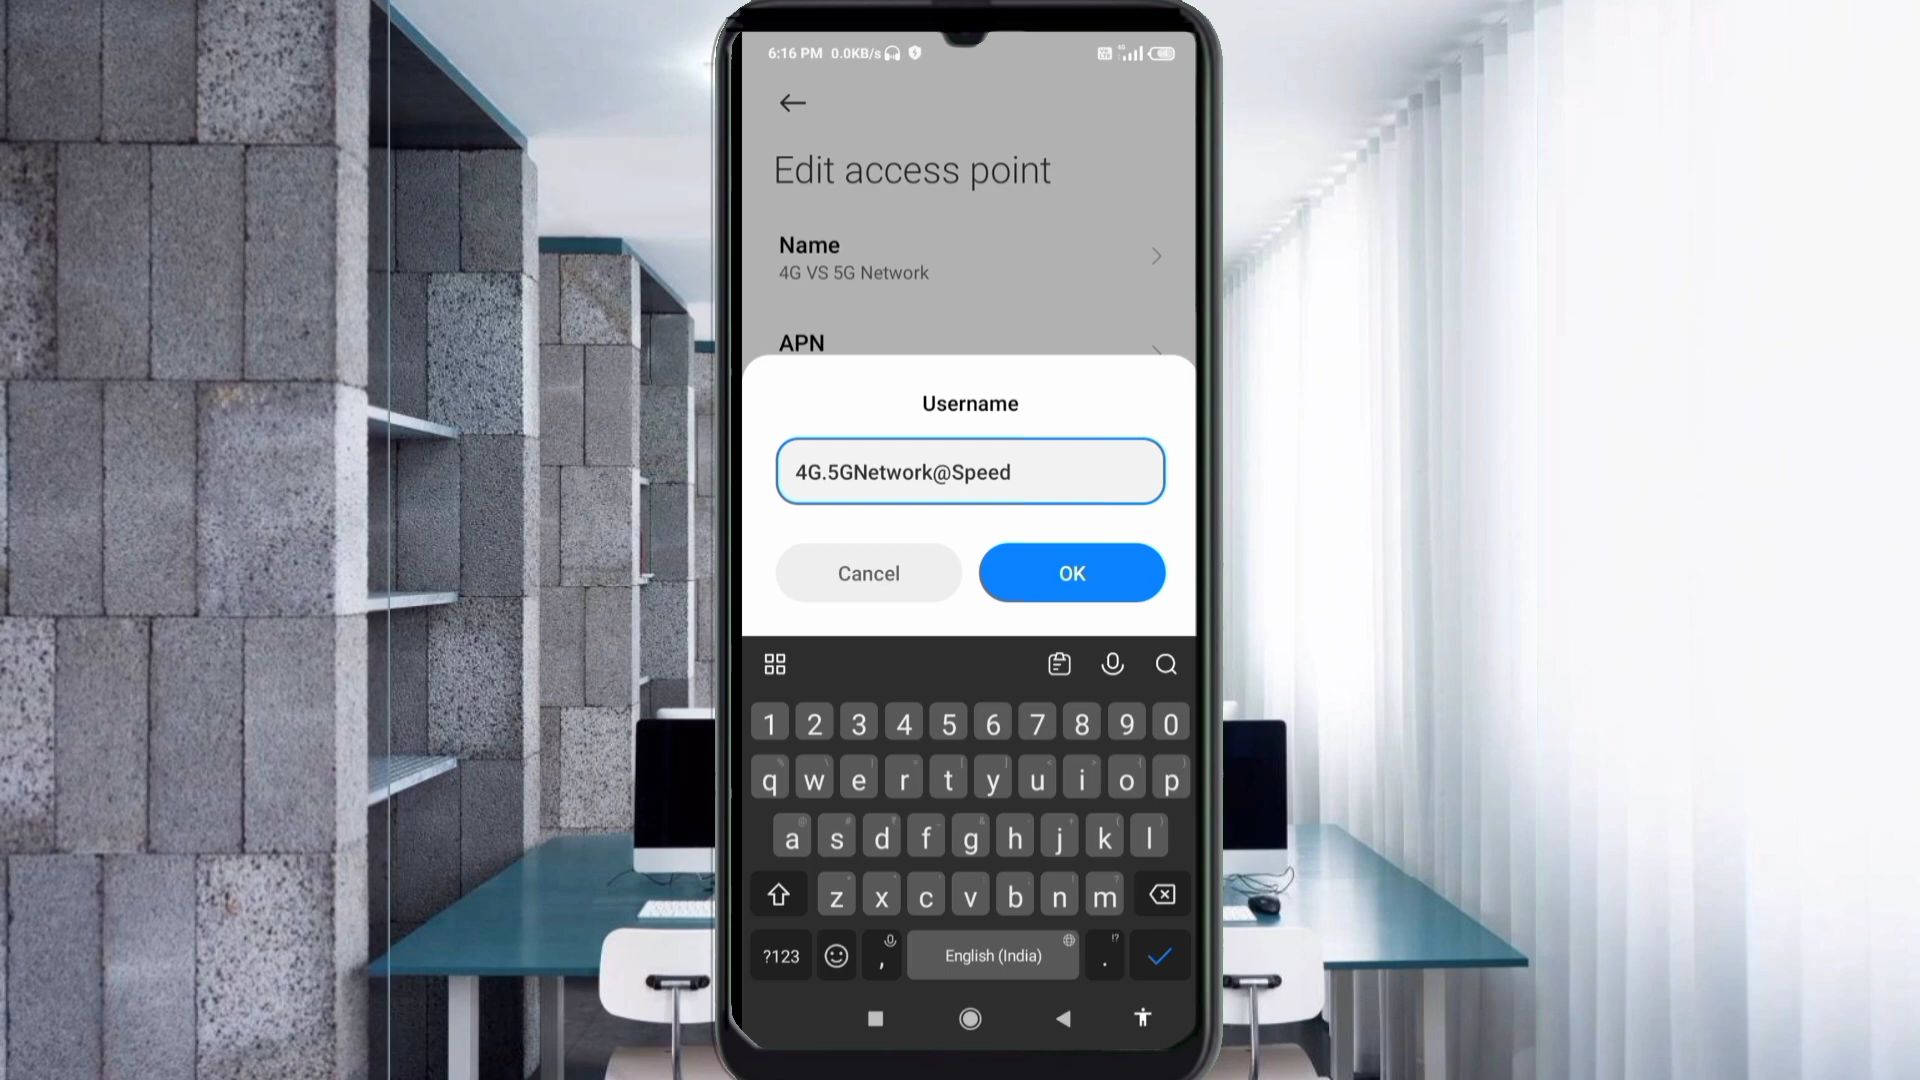 6:16 PM 0.0KB/s
4G
Edit access point
Name
4G VS 5G Network
APN
Username
4G.5GNetwork@Speed
Cancel
OK
1 2 3 4 5 6 7 8 9 0
q w e r t y u i o p
a s d f g h j k l
z x c v b n m
?123 , English (India) . !?